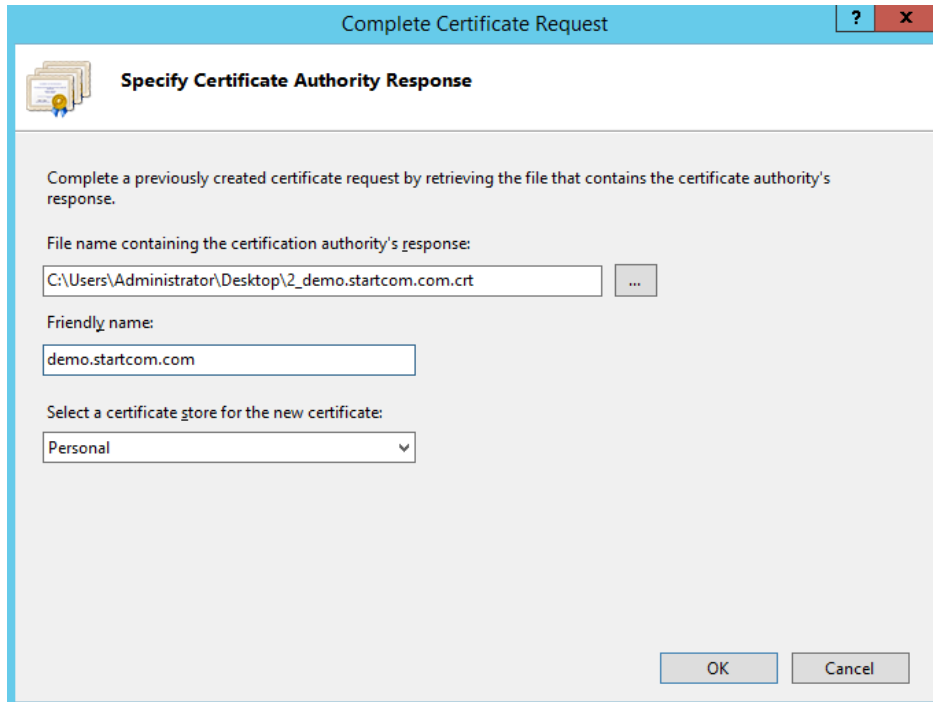 Complete Certificate Request
?
x
Specify Certificate Authority Response
Complete a previously created certificate request by retrieving the file that contains the certificate authority's
response.
File name containing the certification authority's response:
C:\Users\Administrator\Desktop\2_demo.startcom.com.crt
...
Friendly name:
demo.startcom.com
Select a certificate store for the new certificate:
Personal
OK
Cancel